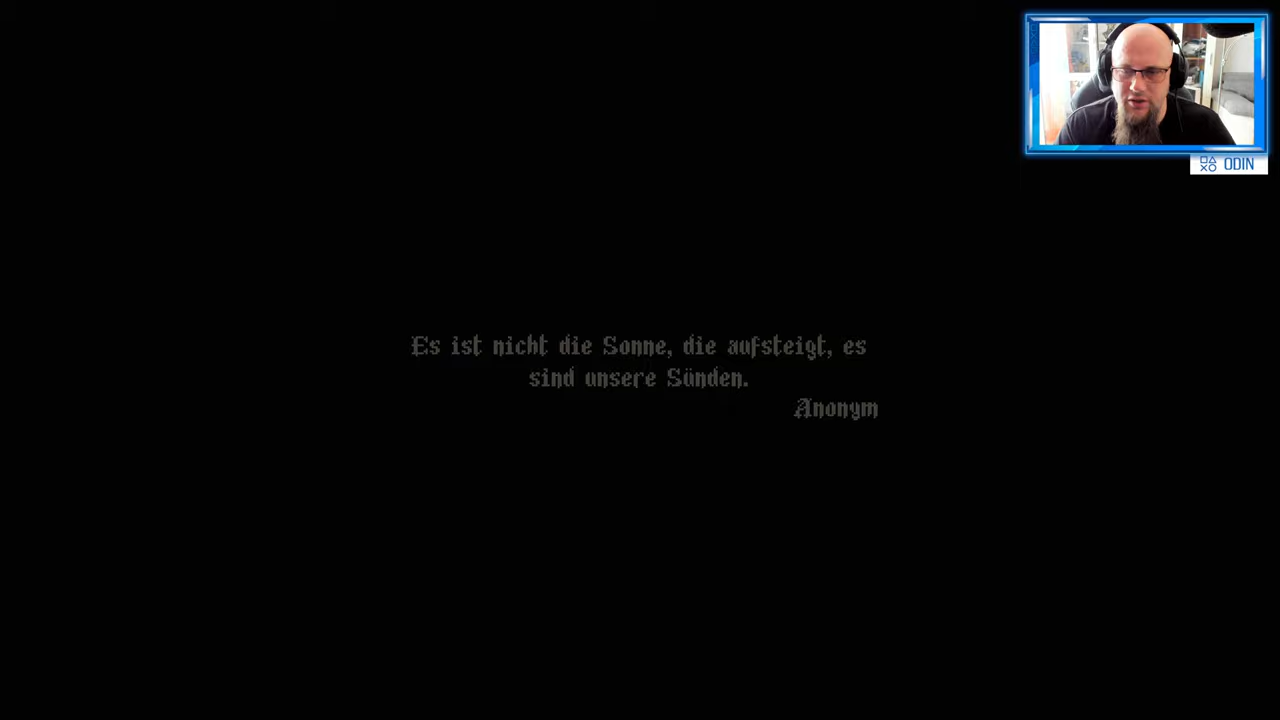 ODIN
Es ist nicht die Sonne, die aufsteigt, es
sind unsere Sünden.
Anonym